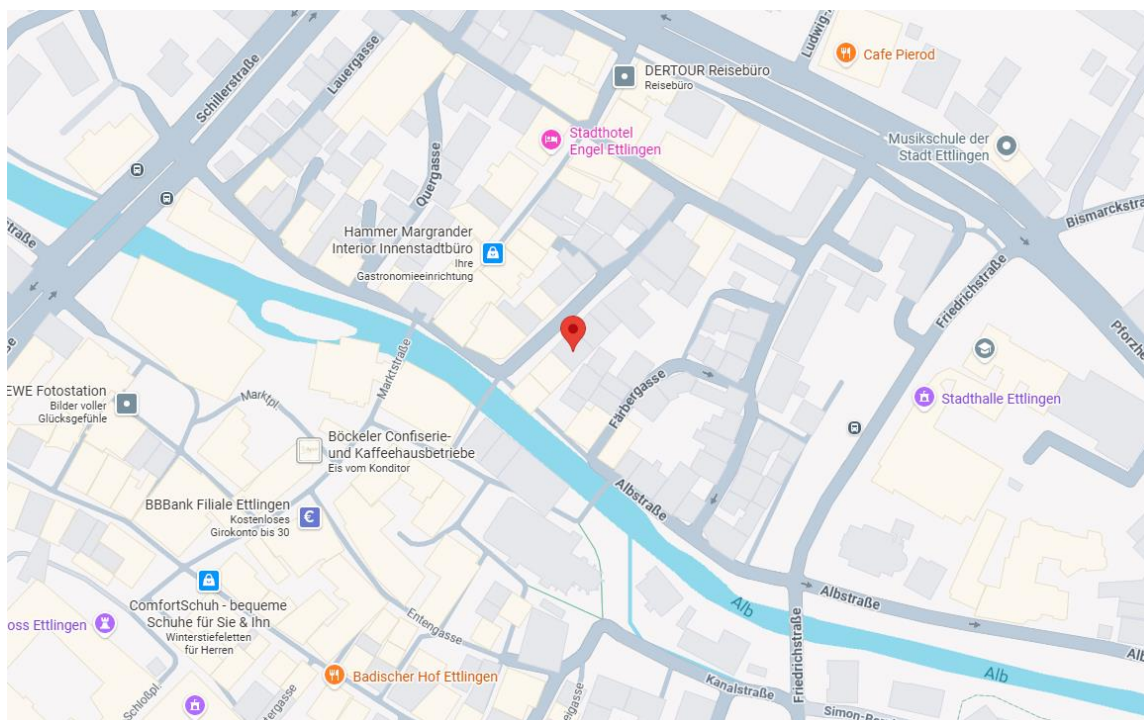 Ludwig-
Cafe Pierod
Schillerstraße
Lauergasse
DERTOUR Reisebüro
Reisebüro
Stadthotel
Engel Ettlingen
Musikschule der
Stadt Ettlingen
Quergasse
Bismarckstra
straße
Hammer Margrander
Interior Innenstadtbüro
Ihre
Gastronomieeinrichtung
Friedrichstraße
Pforzhe
Marktstraße
Färbergasse
EWE Fotostation
Bilder voller
Glücksgefühle
Marktpl.
Stadthalle Ettlingen
Böckeler Confiserie-
und Kaffeehausbetriebe
Eis vom Konditor
BBBank Filiale Ettlingen
Kostenloses
Girokonto bis 30
€
Albstraße
ComfortSchuh - bequeme
Schuhe für Sie & Ihn
Winterstiefeletten
für Herren
oss Ettlingen
Entengasse
Alb
Albstraße
Alb
Alb
Friedrichstraße
Badischer Hof Ettlingen
Kanalstraße
Schloßpl.